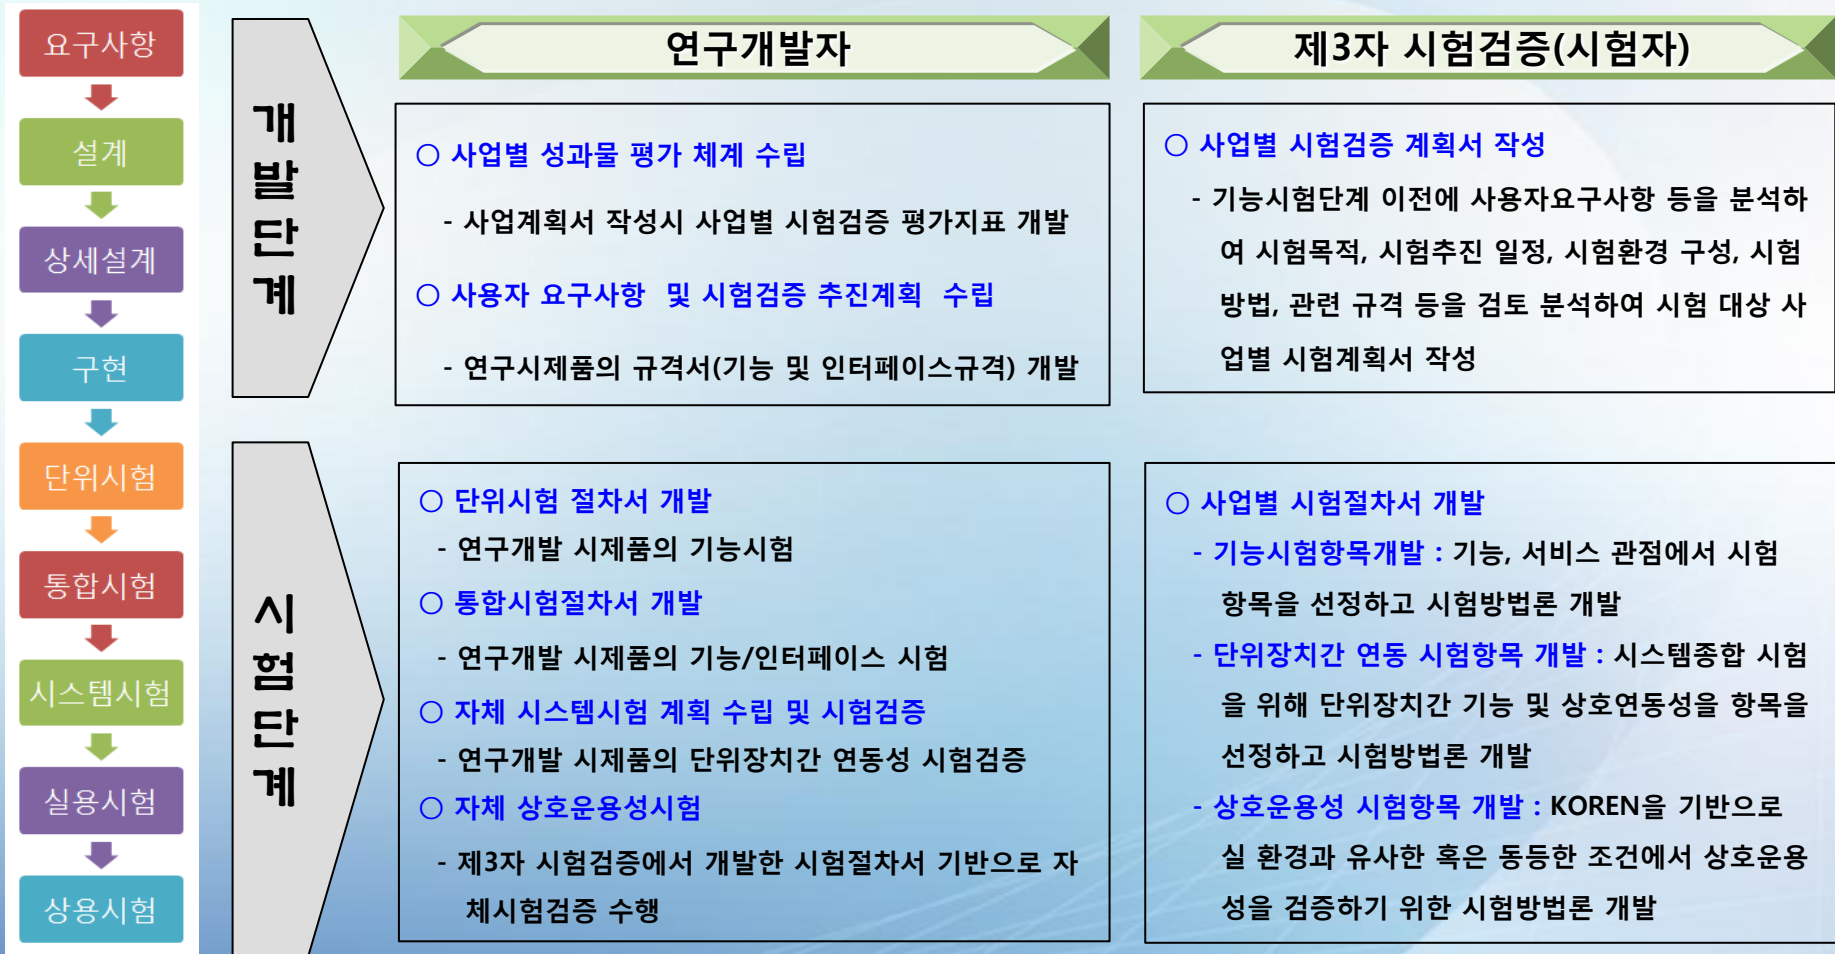 요구사항
설계
상세설계
구현
단위시험
통합시험
시스템시험
실용시험
상용시험
개발단계
연구개발자
제3자 시험검증(시험자)
○ 사업별 성과물 평가 체계 수립
- 사업계획서 작성시 사업별 시험검증 평가지표 개발
○ 사용자 요구사항 및 시험검증 추진계획 수립
- 연구시제품의 규격서(기능 및 인터페이스규격) 개발
○ 사업별 시험검증 계획서 작성
- 기능시험단계 이전에 사용자요구사항 등을 분석하
여 시험목적, 시험추진 일정, 시험환경 구성, 시험
방법, 관련 규격 등을 검토 분석하여 시험 대상 사
업별 시험계획서 작성
시험단계
○ 단위시험 절차서 개발
- 연구개발 시제품의 기능시험
○ 통합시험절차서 개발
- 연구개발 시제품의 기능/인터페이스 시험
○ 자체 시스템시험 계획 수립 및 시험검증
- 연구개발 시제품의 단위장치간 연동성 시험검증
○ 자체 상호운용성시험
- 제3자 시험검증에서 개발한 시험절차서 기반으로 자
체시험검증 수행
○ 사업별 시험절차서 개발
- 기능시험항목개발 : 기능, 서비스 관점에서 시험
항목을 선정하고 시험방법론 개발
- 단위장치간 연동 시험항목 개발 : 시스템종합 시험
을 위해 단위장치간 기능 및 상호연동성을 항목을
선정하고 시험방법론 개발
- 상호운용성 시험항목 개발 : KOREN을 기반으로
실 환경과 유사한 혹은 동등한 조건에서 상호운용
성을 검증하기 위한 시험방법론 개발